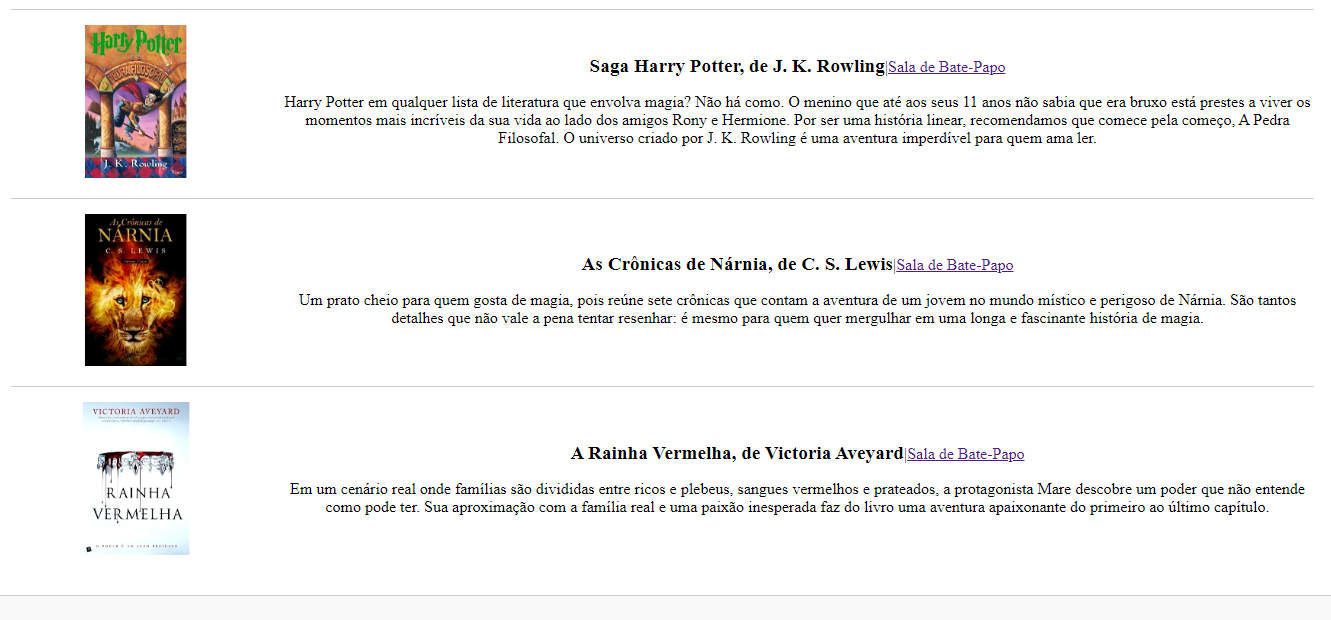 Harry Potter
J. K. Rowling
Saga Harry Potter, de J. K. Rowling|Sala de Bate-Papo
Harry Potter em qualquer lista de literatura que envolva magia? Não há como. O menino que até aos seus 11 anos não sabia que era bruxo está prestes a viver os
momentos mais incríveis da sua vida ao lado dos amigos Rony e Hermione. Por ser uma história linear, recomendamos que comece pela começo, A Pedra
Filosofal. O universo criado por J. K. Rowling é uma aventura imperdível para quem ama ler.
As Crônicas de
NÁRNIA
C. S. LEWIS
As Crônicas de Nárnia, de C. S. Lewis|Sala de Bate-Papo
Um prato cheio para quem gosta de magia, pois reúne sete crônicas que contam a aventura de um jovem no mundo místico e perigoso de Nárnia. São tantos
detalhes que não vale a pena tentar resenhar: é mesmo para quem quer mergulhar em uma longa e fascinante história de magia.
VICTORIA AVEYARD
RAINHA
VERMELHA
A Rainha Vermelha, de Victoria Aveyard|Sala de Bate-Papo
Em um cenário real onde famílias são divididas entre ricos e plebeus, sangues vermelhos e prateados, a protagonista Mare descobre um poder que não entende
como pode ter. Sua aproximação com a família real e uma paixão inesperada faz do livro uma aventura apaixonante do primeiro ao último capítulo.